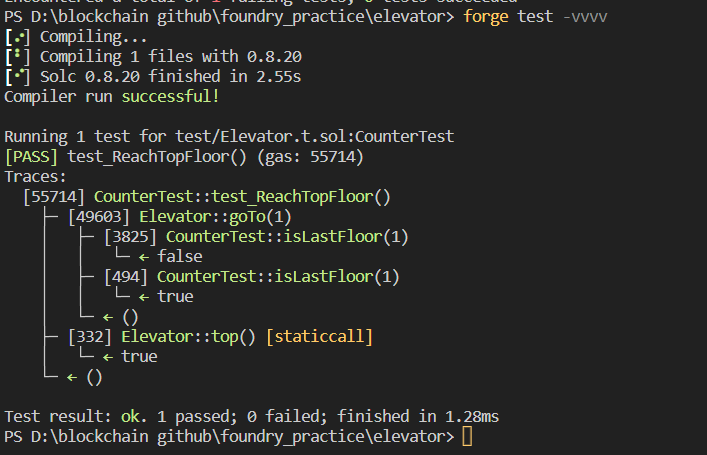 Encountered a total of 1 failing tests, 0 tests succeeded
PS D:\blockchain github\foundry_practice\elevator> forge test -vvvv
[⠔] Compiling...
[⠃] Compiling 1 files with 0.8.20
[⠊] Solc 0.8.20 finished in 2.55s
Compiler run successful!
Running 1 test for test/Elevator.t.sol:CounterTest
[PASS] test_ReachTopFloor() (gas: 55714)
Traces:
  [55714] CounterTest::test_ReachTopFloor()
    ├─ [49603] Elevator::goTo(1)
    │   ├─ [3825] CounterTest::isLastFloor(1)
    │   │   └─ ← false
    │   ├─ [494] CounterTest::isLastFloor(1)
    │   │   └─ ← true
    │   └─ ← ()
    ├─ [332] Elevator::top() [staticcall]
    │   └─ ← true
    └─ ← ()
Test result: ok. 1 passed; 0 failed; finished in 1.28ms
PS D:\blockchain github\foundry_practice\elevator>